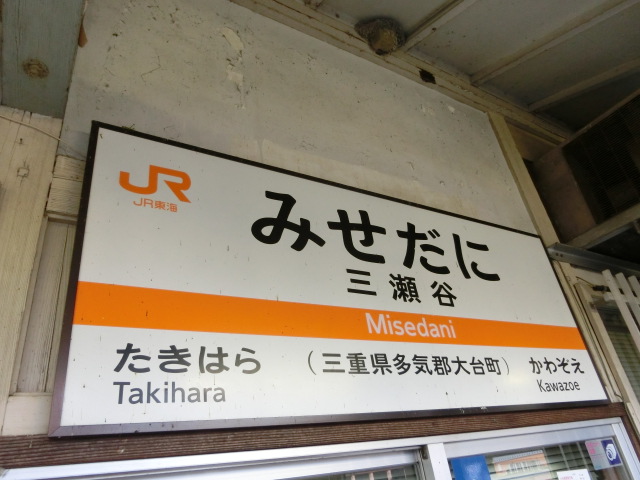 JR
JR東海
みせだに
三瀬谷
Misedani
たきはら
Takihara
（三重県多気郡大台町）
かわぞえ
Kawazoe